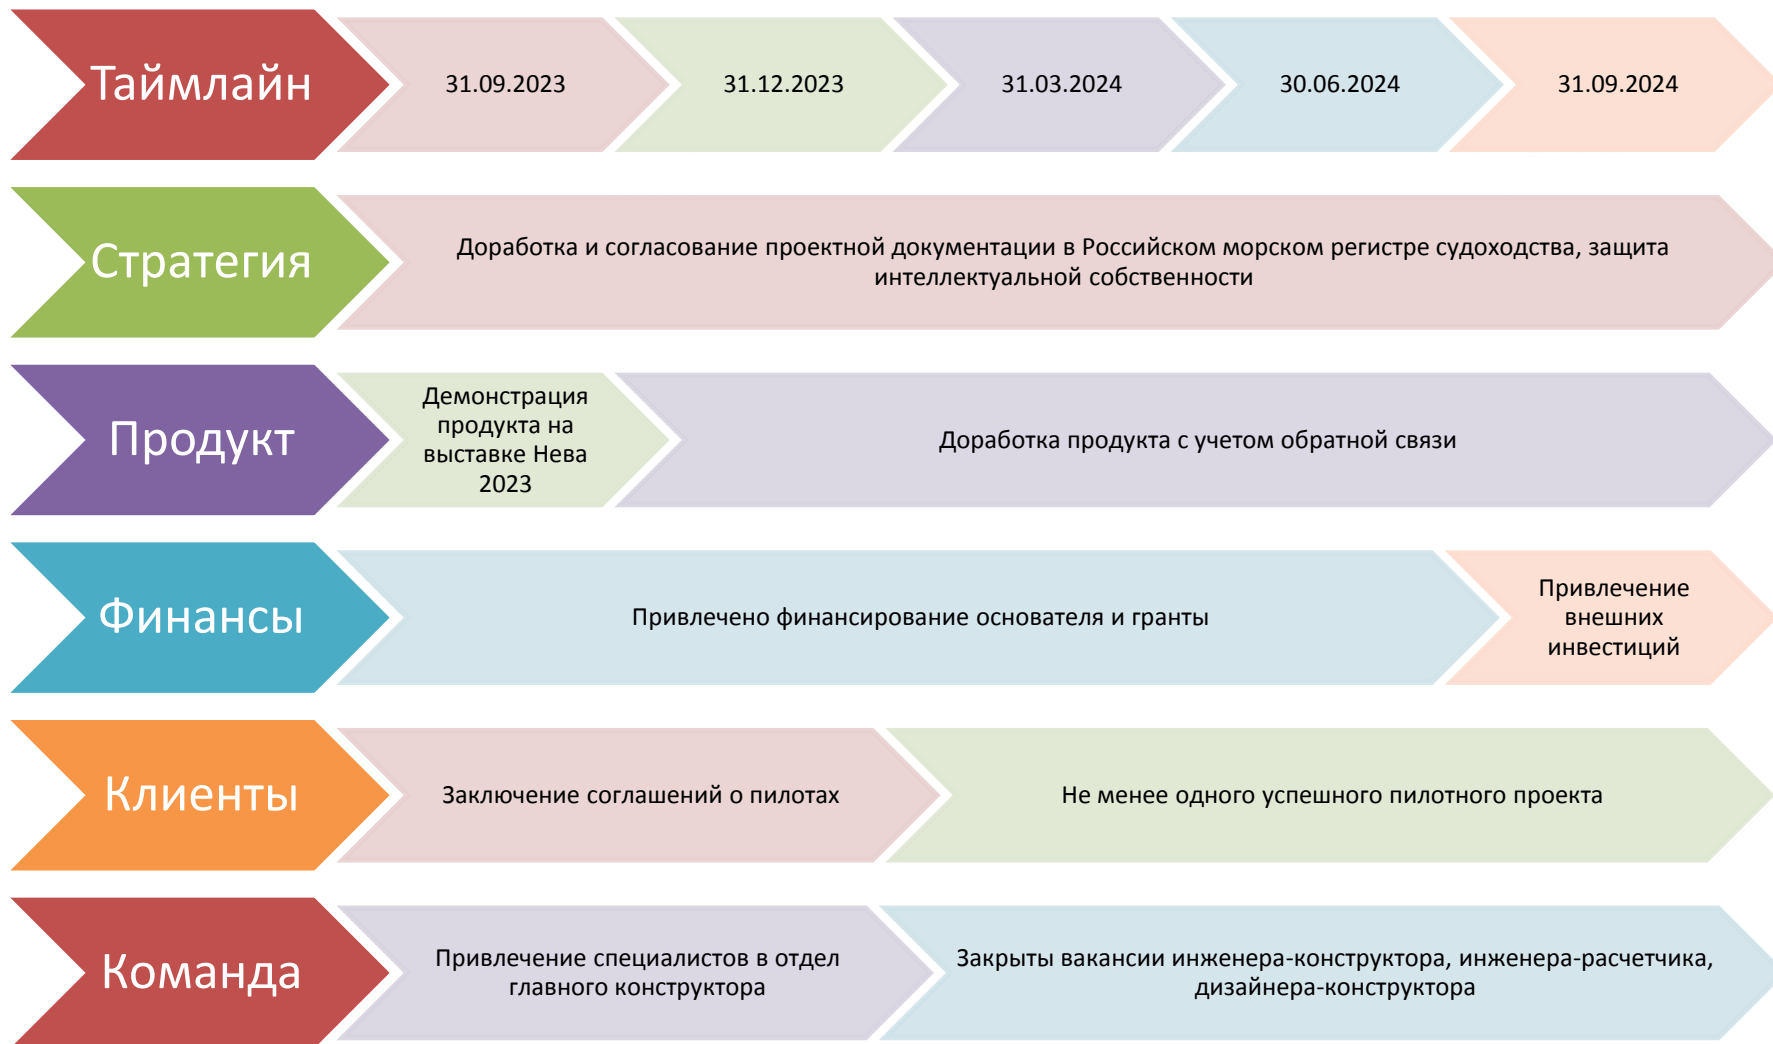 Таймлайн
31.09.2023
31.12.2023
31.03.2024
30.06.2024
31.09.2024
Стратегия
Доработка и согласование проектной документации в Российском морском регистре судоходства, защита
интеллектуальной собственности
Продукт
Демонстрация
продукта на
выставке Нева
2023
Доработка продукта с учетом обратной связи
Финансы
Привлечено финансирование основателя и гранты
Привлечение
внешних
инвестиций
Клиенты
Заключение соглашений о пилотах
Не менее одного успешного пилотного проекта
Команда
Привлечение специалистов в отдел
главного конструктора
Закрыты вакансии инженера-конструктора, инженера-расчетчика,
дизайнера-конструктора